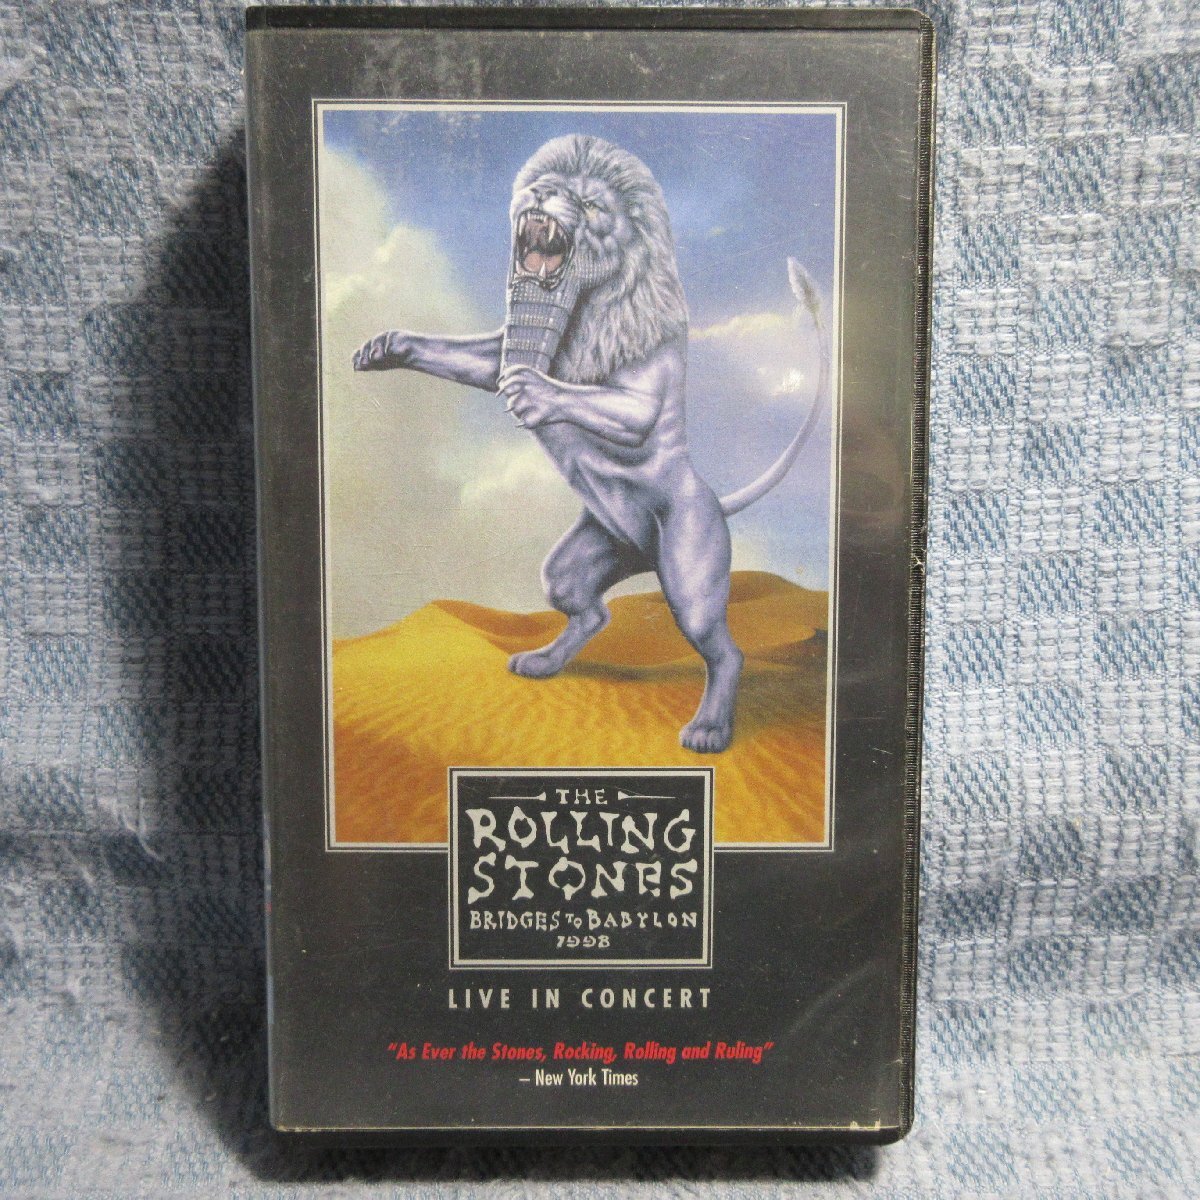 THE
ROLLING
STONES
BRIDGES TO BABYLON
1998
LIVE IN CONCERT
"As Ever the Stones, Rocking, Rolling and Ruling"
– New York Times